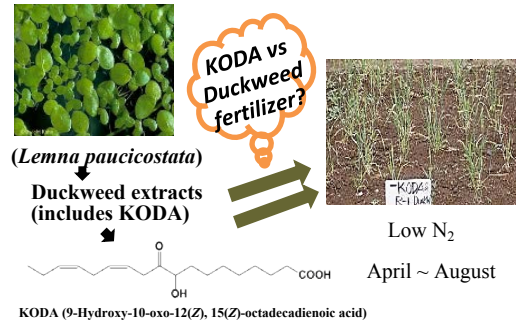 KODA vs
Duckweed
fertilizer?
(Lemna paucicostata)
Duckweed extracts
(includes KODA)
O
OH
COOH
KODA (9-Hydroxy-10-oxo-12(Z), 15(Z)-octadecadienoic acid)
KODA
Low N2
April ~ August